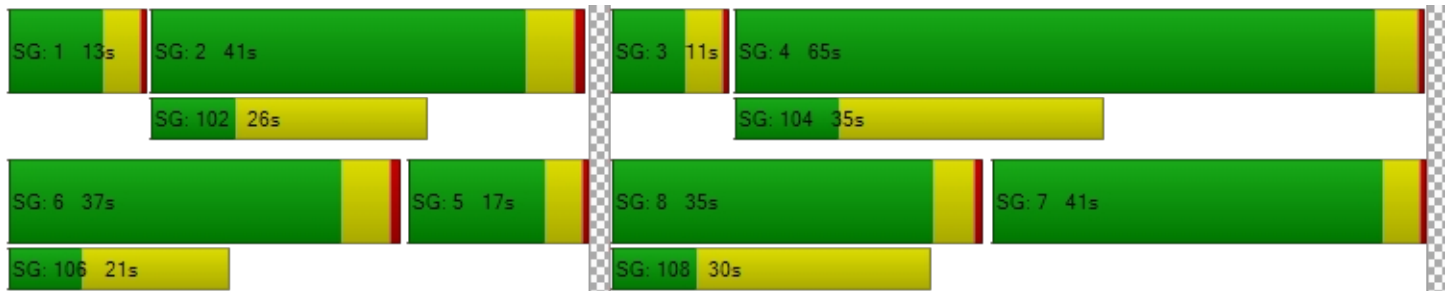 SG: 1 13s SG: 2 41s SG: 3 11s SG: 4 65s
SG: 102 26s SG: 104 35s
SG: 6 37s SG: 5 17s SG: 8 35s SG: 7 41s
SG: 106 21s SG: 108 30s